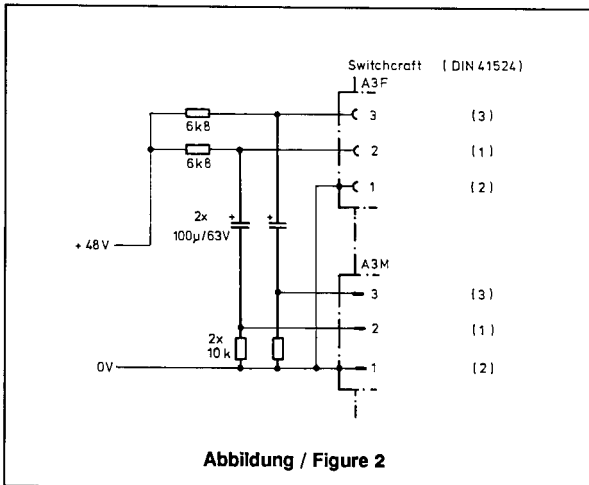 Switchcraft (DIN 41524)
A3F
6k8
3 (3)
6k8
2 (1)
1 (2)
2x
100µ/63V
+ +
+48V
A3M
3 (3)
2 (1)
2x
10k
0V
1 (2)
Abbildung / Figure 2